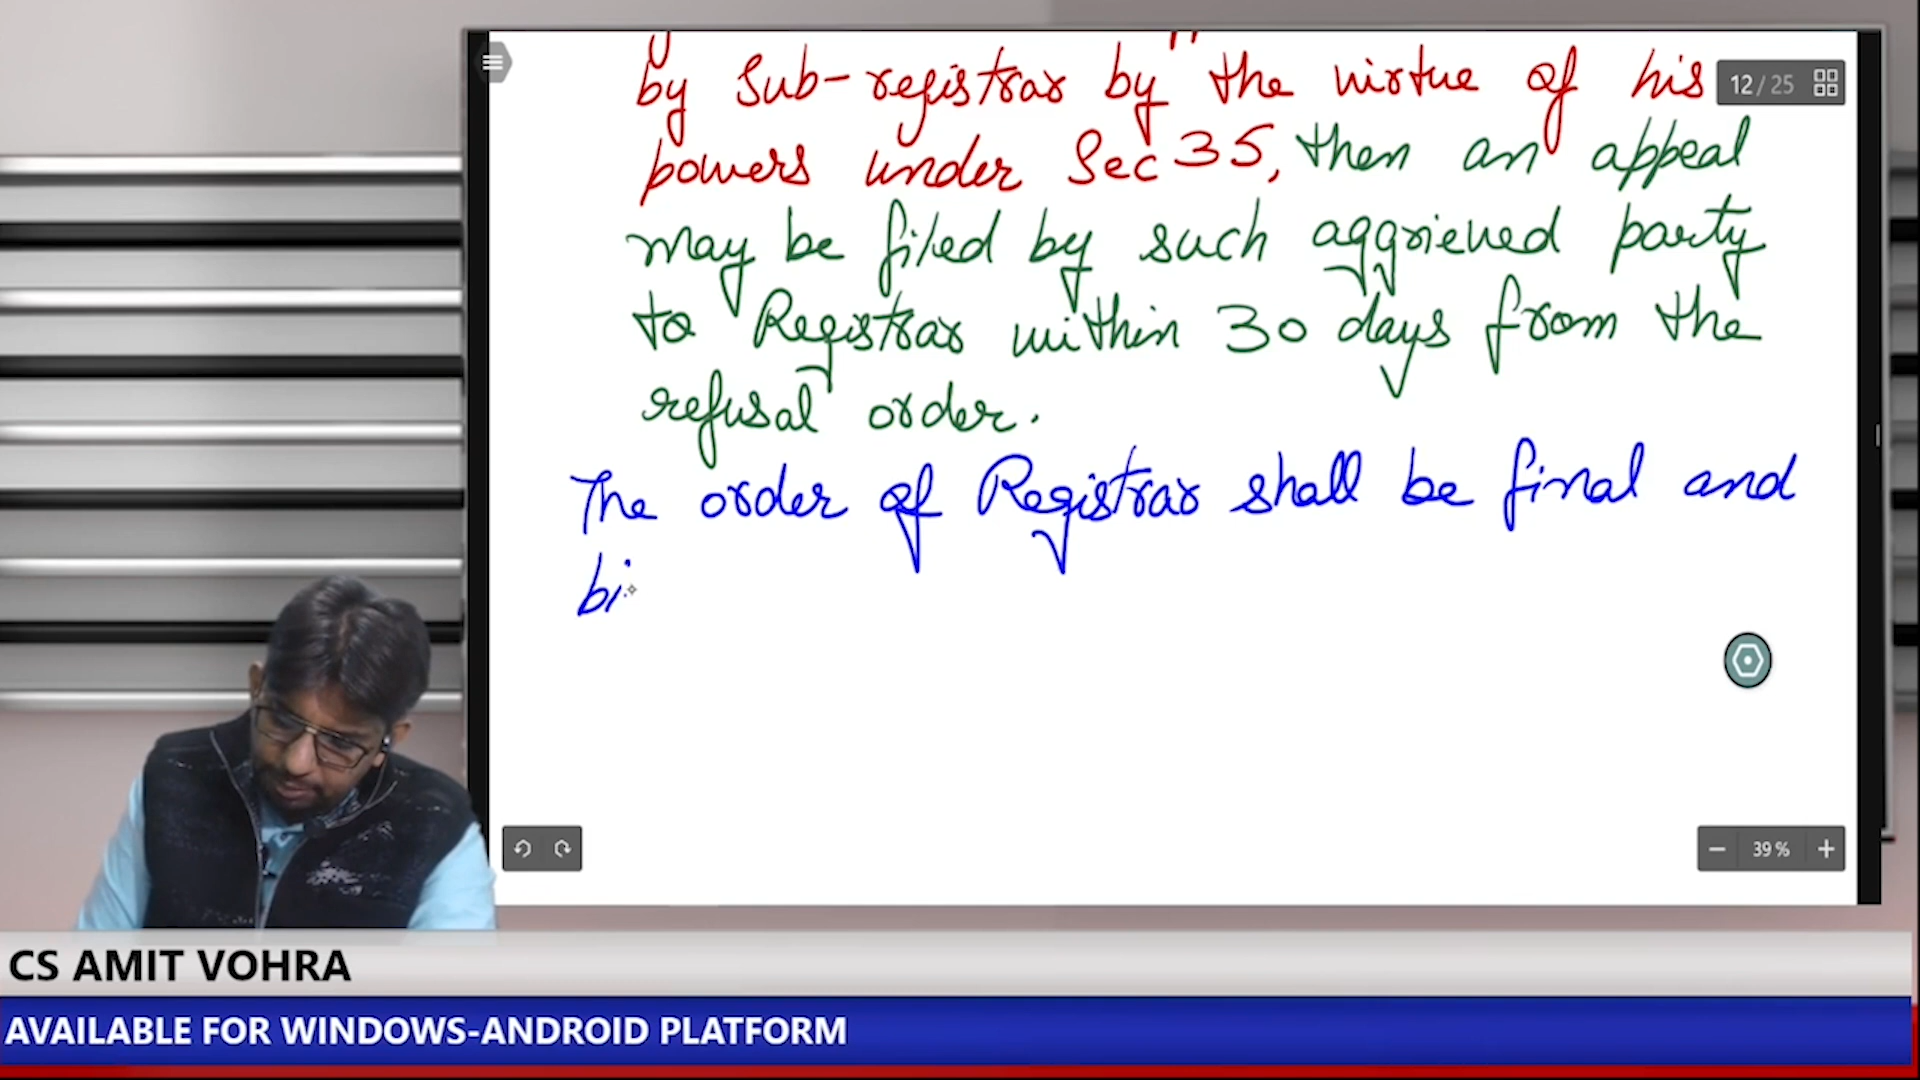 by Sub-registrar by the virtue of his
12 / 25
powers under Sec 35, then an appeal
may be filed by such aggrieved party
to Registrar within 30 days from the
refusal order.
The order of Registrar shall be final and
bi
39 %
CS AMIT VOHRA
AVAILABLE FOR WINDOWS-ANDROID PLATFORM